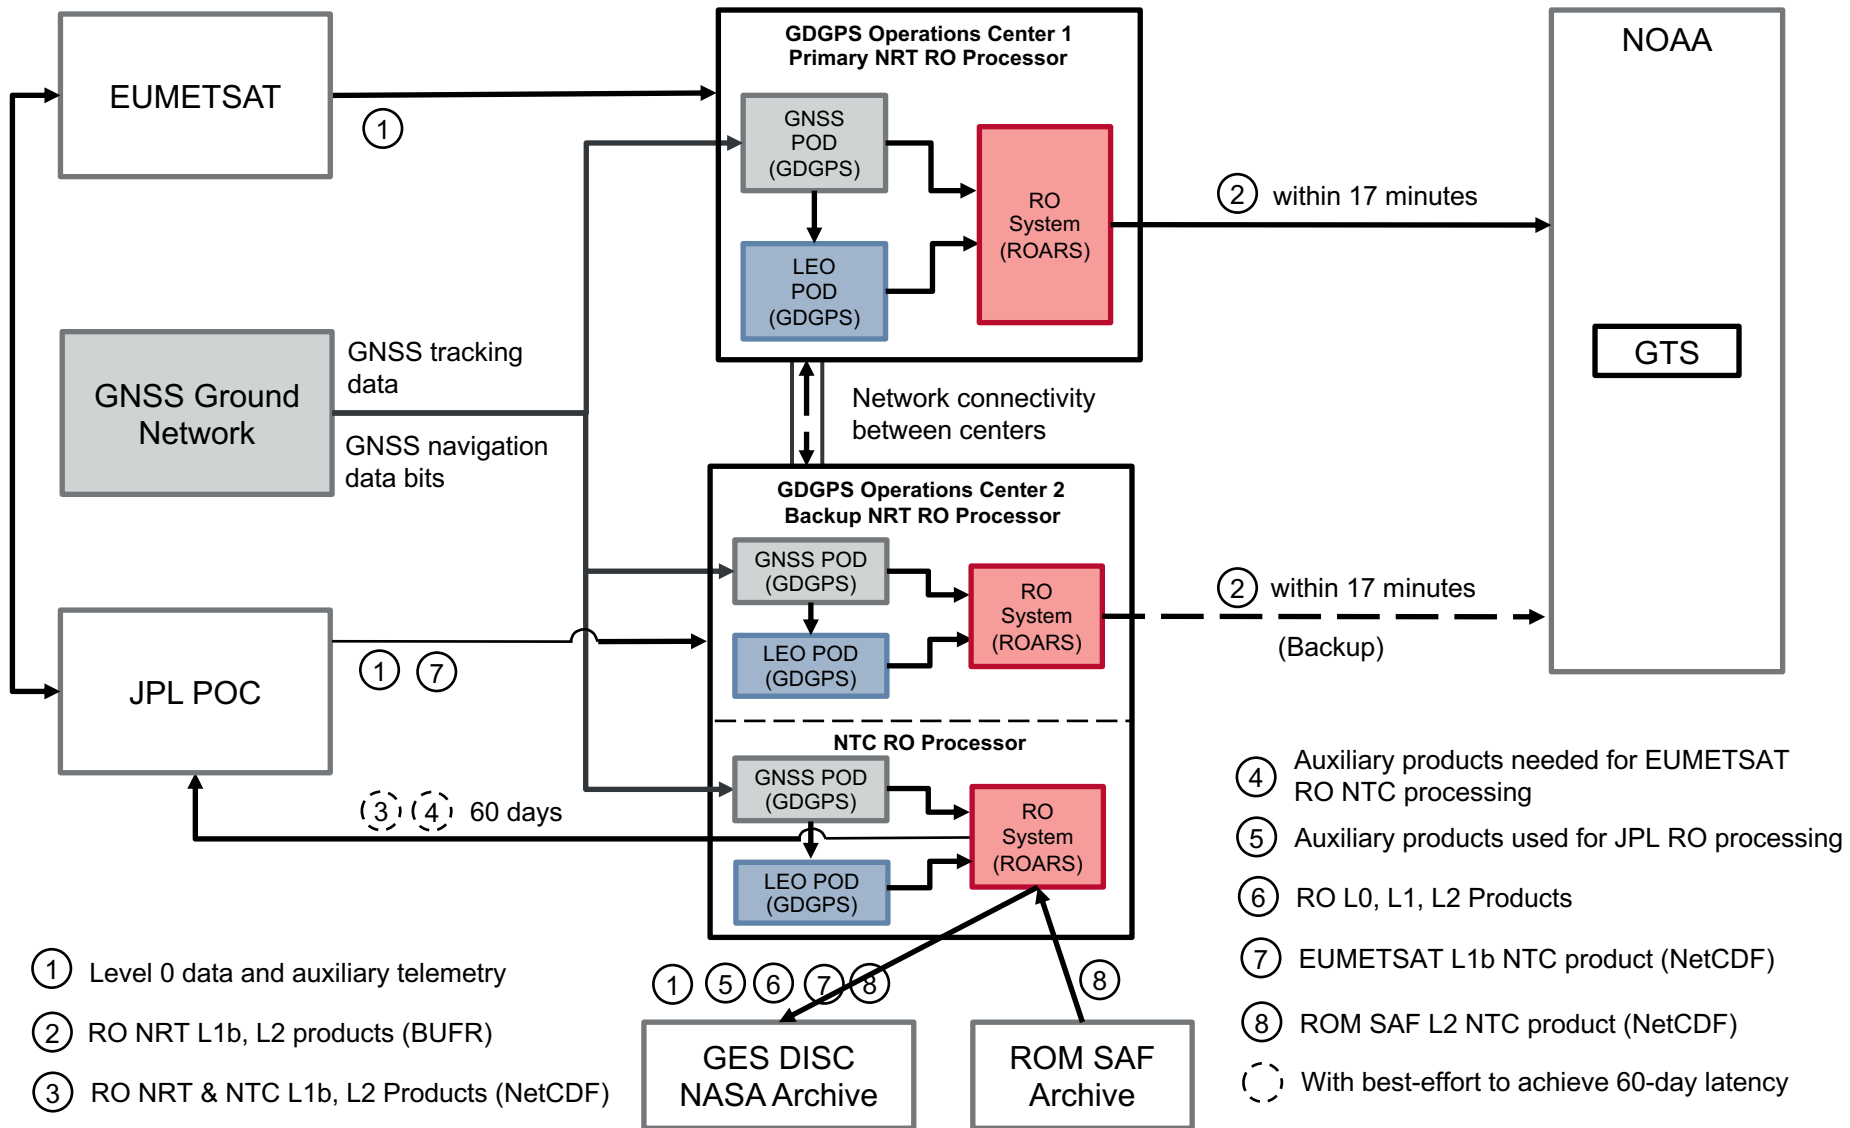 EUMETSAT
1
GDGPS Operations Center 1
Primary NRT RO Processor
GNSS
POD
(GDGPS)
LEO
POD
(GDGPS)
RO
System
(ROARS)
2 within 17 minutes
NOAA
GTS
GNSS Ground
Network
GNSS tracking
data
GNSS navigation
data bits
Network connectivity
between centers
GDGPS Operations Center 2
Backup NRT RO Processor
GNSS POD
(GDGPS)
LEO POD
(GDGPS)
RO
System
(ROARS)
2 within 17 minutes
(Backup)
JPL POC
1 7
NTC RO Processor
GNSS POD
(GDGPS)
LEO POD
(GDGPS)
RO
System
(ROARS)
3 4 60 days
1 5 6 7 8
8
GES DISC
NASA Archive
ROM SAF
Archive
1 Level 0 data and auxiliary telemetry
2 RO NRT L1b, L2 products (BUFR)
3 RO NRT & NTC L1b, L2 Products (NetCDF)
4 Auxiliary products needed for EUMETSAT
RO NTC processing
5 Auxiliary products used for JPL RO processing
6 RO L0, L1, L2 Products
7 EUMETSAT L1b NTC product (NetCDF)
8 ROM SAF L2 NTC product (NetCDF)
With best-effort to achieve 60-day latency